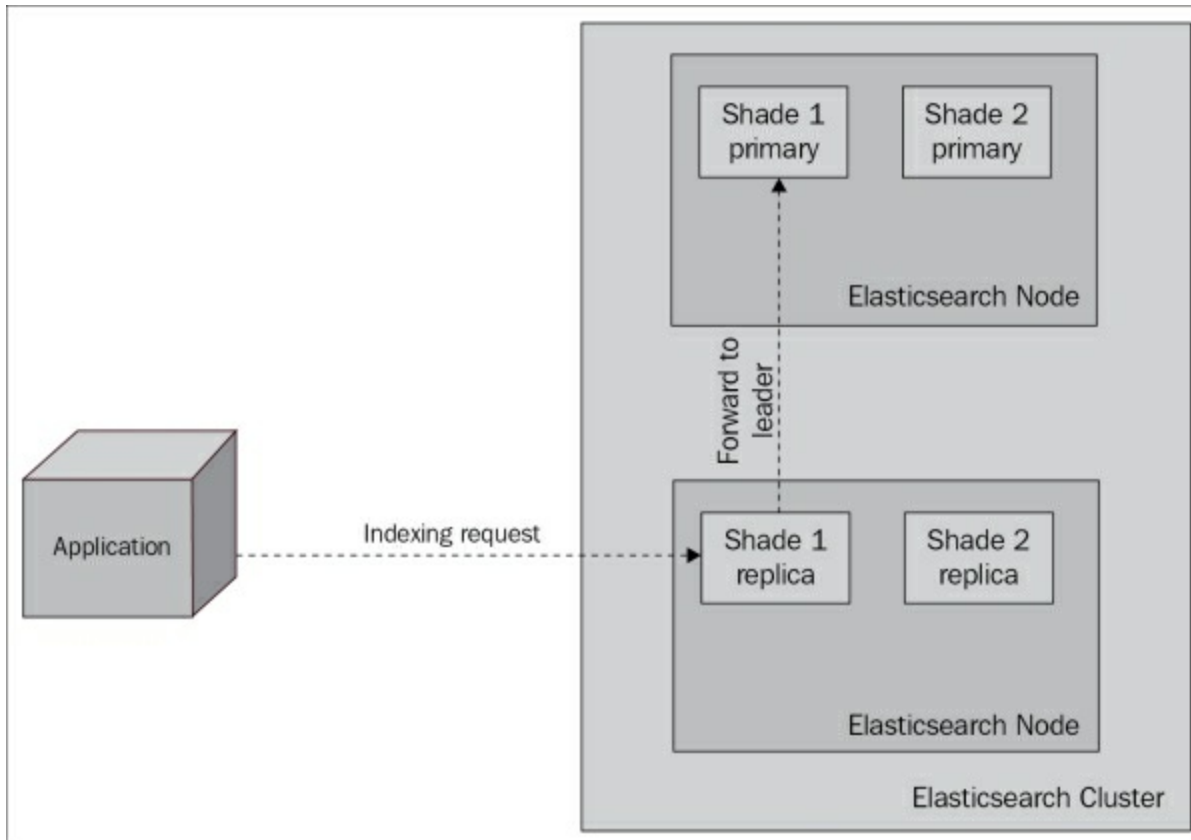 Shade 1
primary
Shade 2
primary
Elasticsearch Node
Forward to
leader
Application
Indexing request
Shade 1
replica
Shade 2
replica
Elasticsearch Node
Elasticsearch Cluster